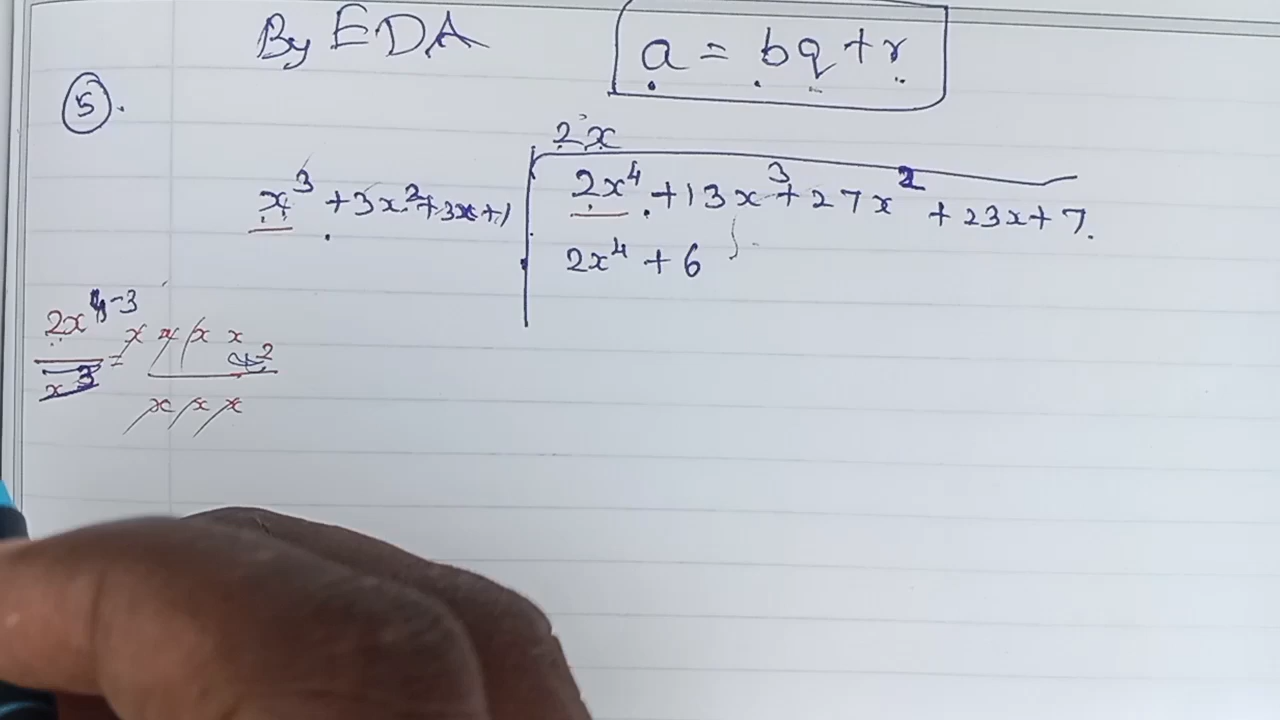 By EDA
a = bq + r
5.
2x
x³ + 3x² + 3x + 1
2x⁴ + 13x³ + 27x² + 23x + 7.
2x⁴ + 6
2x⁴⁻³
x³
=
x x x x
x x x